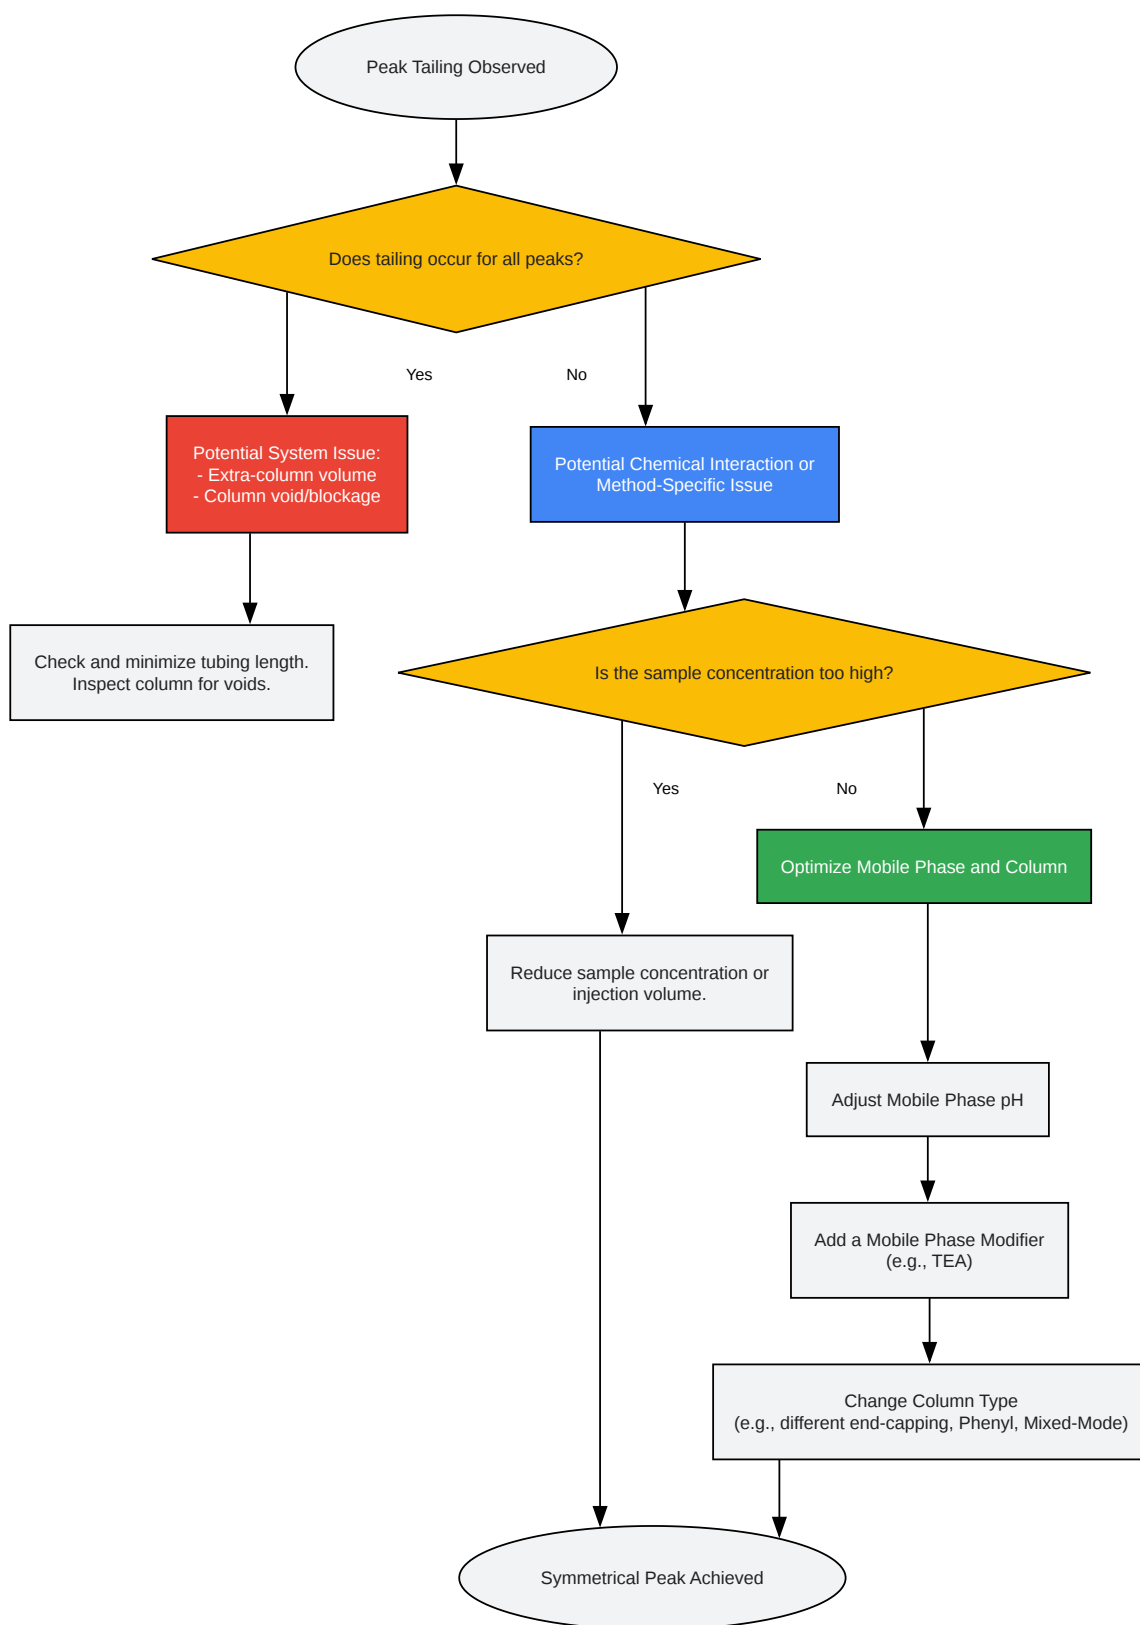 Peak Tailing Observed
Does tailing occur for all peaks?
Yes
No
Potential System Issue:
- Extra-column volume
- Column void/blockage
Potential Chemical Interaction or
Method-Specific Issue
Check and minimize tubing length.
Inspect column for voids.
Is the sample concentration too high?
Yes
No
Optimize Mobile Phase and Column
Reduce sample concentration or
injection volume.
Adjust Mobile Phase pH
Add a Mobile Phase Modifier
(e.g., TEA)
Change Column Type
(e.g., different end-capping, Phenyl, Mixed-Mode)
Symmetrical Peak Achieved